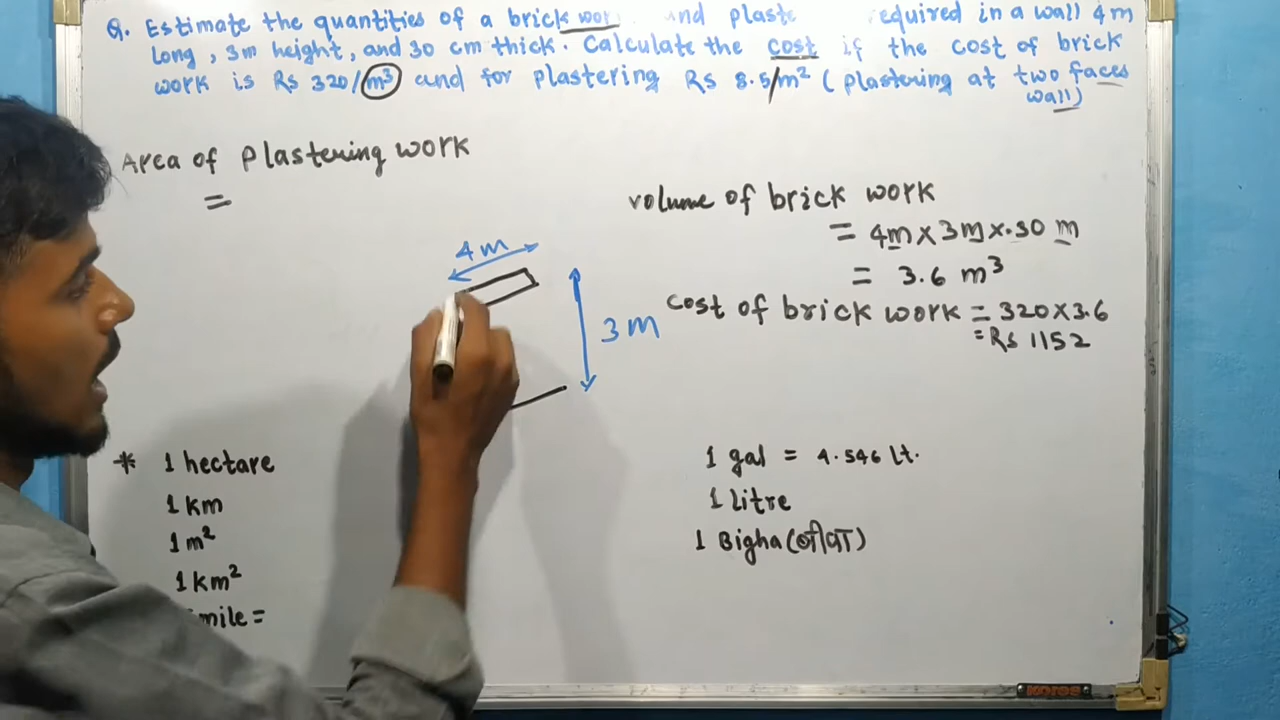 Q. Estimate the quantities of a brick wor nd plaste equired in a wall 4m
long, 3m height, and 30 cm thick. Calculate the cost if the cost of brick
work is Rs 320/m³ and for plastering Rs 8.5/m² (plastering at two faces
wall)
Area of plastering work
=
volume of brick work
= 4m x 3m x .30 m
= 3.6 m³
cost of brick work = 320 x 3.6
= Rs 1152
4 m
3 m
* 1 hectare
1 km
1 m²
1 km²
mile =
1 gal = 4.546 lt.
1 litre
1 Bigha (बीघा)
KOROS